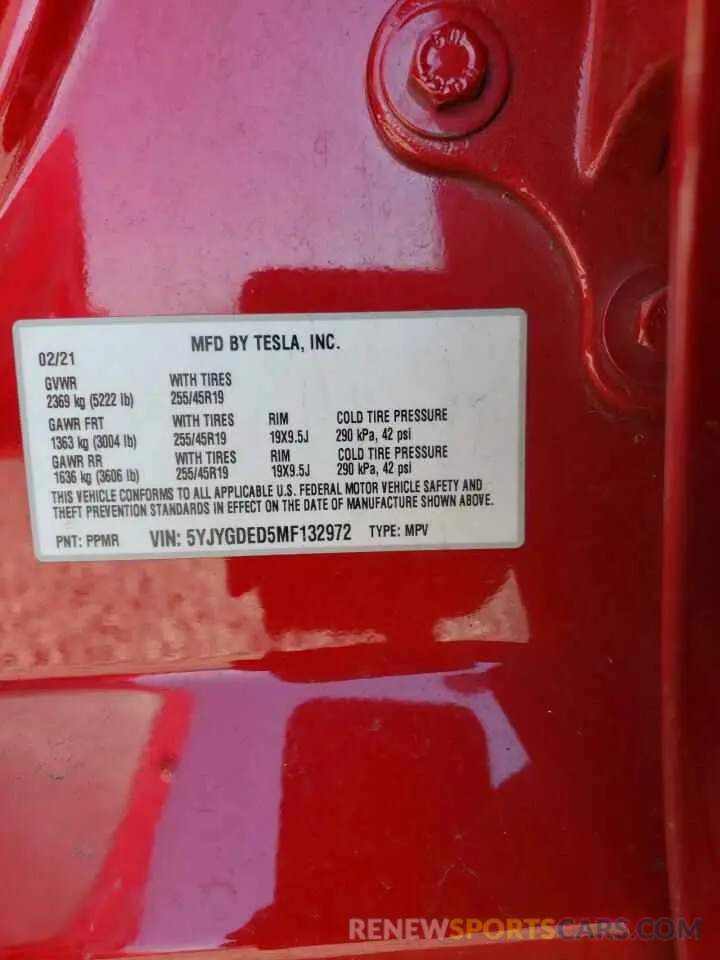 MFD BY TESLA, INC.
02/21
GVWR WITH TIRES
2369 kg (5222 lb) 255/45R19
GAWR FRT WITH TIRES RIM COLD TIRE PRESSURE
1363 kg (3004 lb) 255/45R19 19X9.5J 290 kPa, 42 psi
GAWR RR WITH TIRES RIM COLD TIRE PRESSURE
1636 kg (3606 lb) 255/45R19 19X9.5J 290 kPa, 42 psi
THIS VEHICLE CONFORMS TO ALL APPLICABLE U.S. FEDERAL MOTOR VEHICLE SAFETY AND
THEFT PREVENTION STANDARDS IN EFFECT ON THE DATE OF MANUFACTURE SHOWN ABOVE.
PNT: PPMR VIN: 5YJYGDED5MF132972 TYPE: MPV
RENEWSPORTSCARS.COM